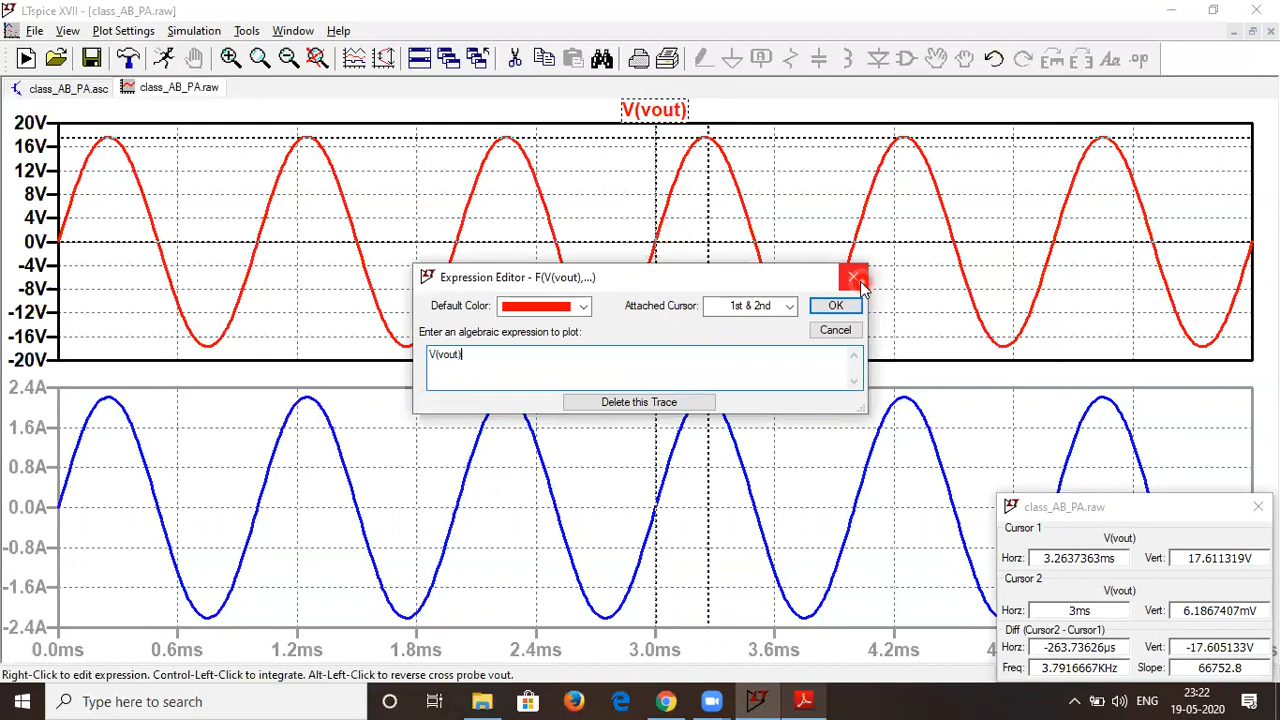 LTspice XVII - [class_AB_PA.raw]
File View Plot Settings Simulation Tools Window Help
class_AB_PA.asc class_AB_PA.raw
V(vout)
20V
16V
12V
8V
4V
0V
-4V
-8V
-12V
-16V
-20V
Expression Editor - F(V(vout),...)
Default Color: Attached Cursor: 1st & 2nd OK
Enter an algebraic expression to plot: Cancel
V(vout)
Delete this Trace
2.4A
1.6A
0.8A
0.0A
-0.8A
-1.6A
-2.4A
0.0ms 0.6ms 1.2ms 1.8ms 2.4ms 3.0ms 3.6ms 4.2ms
class_AB_PA.raw
Cursor 1
V(vout)
Horz: 3.2637363ms Vert: 17.611319V
Cursor 2
V(vout)
Horz: 3ms Vert: 6.1867407mV
Diff (Cursor2 - Cursor1)
Horz: -263.73626µs Vert: -17.605133V
Freq: 3.7916667KHz Slope: 66752.8
Right-Click to edit expression. Control-Left-Click to integrate. Alt-Left-Click to reverse cross probe vout.
Type here to search
ENG
23:22
19-05-2020